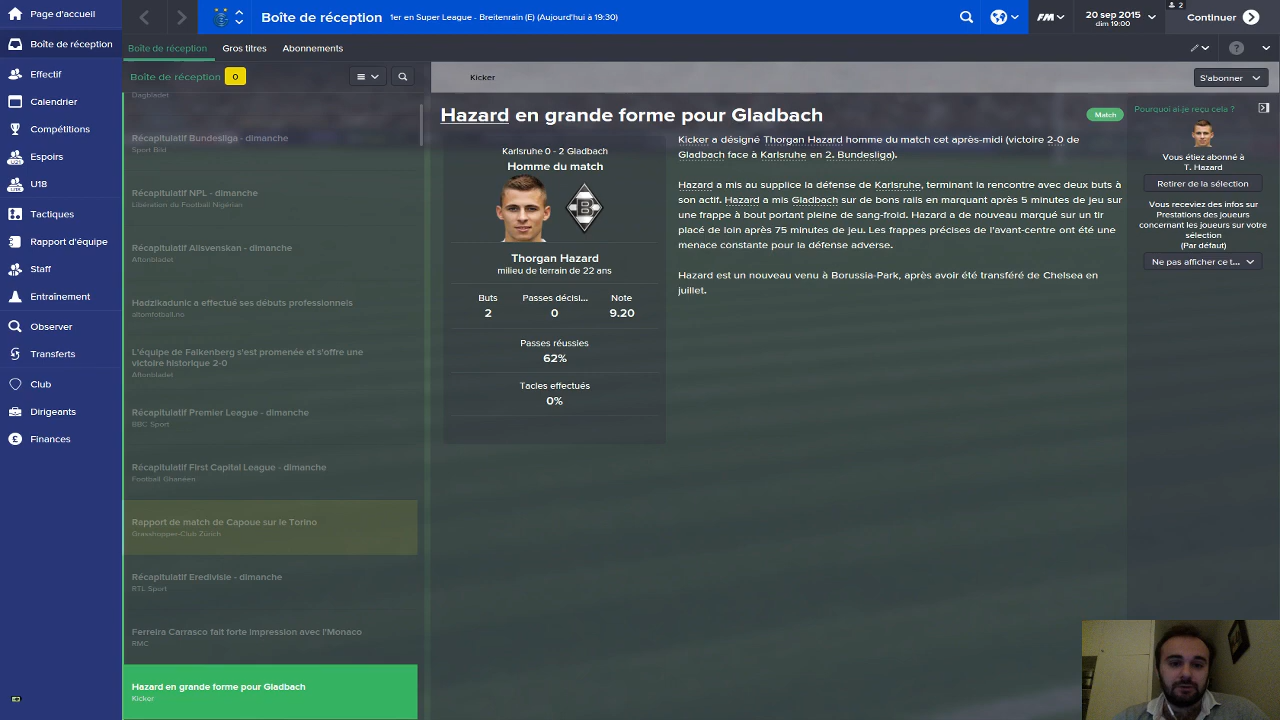 Page d'accueil
Boîte de réception
Effectif
Calendrier
Compétitions
Espoirs
U18
Tactiques
Rapport d'équipe
Staff
Entraînement
Observer
Transferts
Club
Dirigeants
Finances
Boîte de réception
1er en Super League - Breitenrain (E) (Aujourd'hui à 19:30)
FM
20 sep 2015
dim 19:00
2
Continuer
Boîte de réception
Gros titres
Abonnements
?
Boîte de réception
0
Dagbladet
Récapitulatif Bundesliga - dimanche
Sport Bild
Récapitulatif NPL - dimanche
Libération du Football Nigérian
Récapitulatif Allsvenskan - dimanche
Aftonbladet
Hadzikadunic a effectué ses débuts professionnels
altomfotball.no
L'équipe de Falkenberg s'est promenée et s'offre une
victoire historique 2-0
Aftonbladet
Récapitulatif Premier League - dimanche
BBC Sport
Récapitulatif First Capital League - dimanche
Football Ghanéen
Rapport de match de Capoue sur le Torino
Grasshopper-Club Zürich
Récapitulatif Eredivisie - dimanche
RTL Sport
Ferreira Carrasco fait forte impression avec l'Monaco
RMC
Hazard en grande forme pour Gladbach
Kicker
Kicker
S'abonner
Hazard en grande forme pour Gladbach
Match
Karlsruhe 0 - 2 Gladbach
Homme du match
Thorgan Hazard
milieu de terrain de 22 ans
Buts
Passes décisi...
Note
2
0
9.20
Passes réussies
62%
Tacles effectués
0%
Kicker a désigné Thorgan Hazard homme du match cet après-midi (victoire 2-0 de
Gladbach face à Karlsruhe en 2. Bundesliga).
Hazard a mis au supplice la défense de Karlsruhe, terminant la rencontre avec deux buts à
son actif. Hazard a mis Gladbach sur de bons rails en marquant après 5 minutes de jeu sur
une frappe à bout portant pleine de sang-froid. Hazard a de nouveau marqué sur un tir
placé de loin après 75 minutes de jeu. Les frappes précises de l'avant-centre ont été une
menace constante pour la défense adverse.
Hazard est un nouveau venu à Borussia-Park, après avoir été transféré de Chelsea en
juillet.
Pourquoi ai-je reçu cela ?
Vous étiez abonné à
T. Hazard
Retirer de la sélection
Vous receviez des infos sur
Prestations des joueurs
concernant les joueurs sur votre
sélection
(Par défaut)
Ne pas afficher ce t...